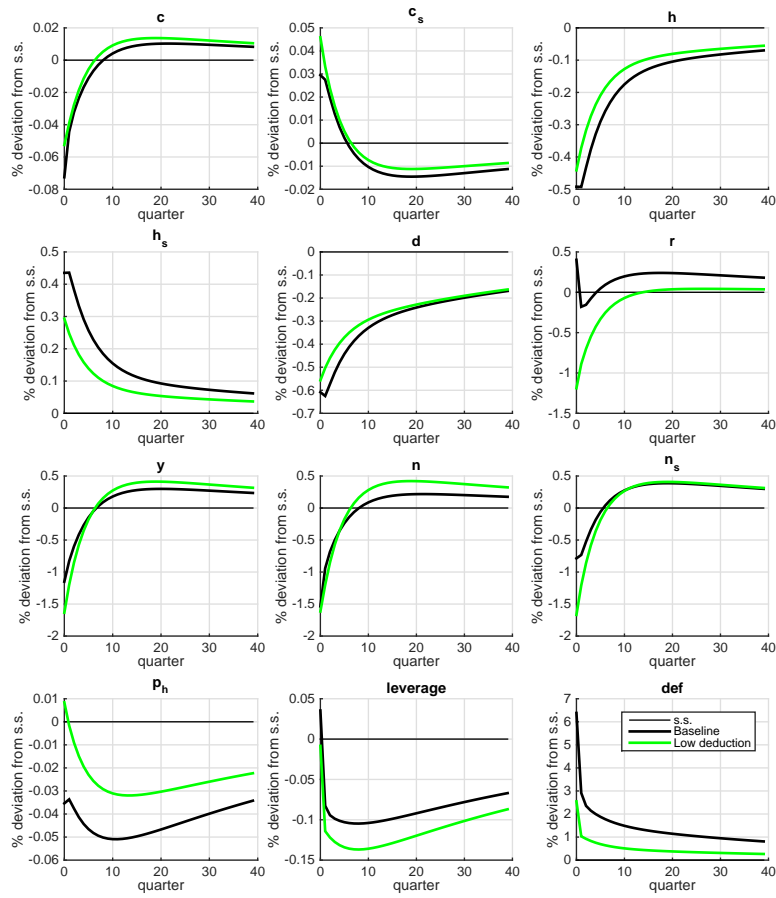 c
0.02
0
-0.02
-0.04
-0.06
-0.08
% deviation from s.s.
0 10 20 30 40
quarter
c_s
0.05
0.04
0.03
0.02
0.01
0
-0.01
-0.02
% deviation from s.s.
0 10 20 30 40
quarter
h
0
-0.1
-0.2
-0.3
-0.4
-0.5
% deviation from s.s.
0 10 20 30 40
quarter
h_s
0.5
0.4
0.3
0.2
0.1
0
% deviation from s.s.
0 10 20 30 40
quarter
d
0
-0.1
-0.2
-0.3
-0.4
-0.5
-0.6
-0.7
% deviation from s.s.
0 10 20 30 40
quarter
r
0.5
0
-0.5
-1
-1.5
% deviation from s.s.
0 10 20 30 40
quarter
y
0.5
0
-0.5
-1
-1.5
-2
% deviation from s.s.
0 10 20 30 40
quarter
n
0.5
0
-0.5
-1
-1.5
-2
% deviation from s.s.
0 10 20 30 40
quarter
n_s
0.5
0
-0.5
-1
-1.5
-2
% deviation from s.s.
0 10 20 30 40
quarter
p_h
0.01
0
-0.01
-0.02
-0.03
-0.04
-0.05
-0.06
% deviation from s.s.
0 10 20 30 40
quarter
leverage
0.05
0
-0.05
-0.1
-0.15
% deviation from s.s.
0 10 20 30 40
quarter
def
7
6
5
4
3
2
1
0
% deviation from s.s.
s.s.
Baseline
Low deduction
0 10 20 30 40
quarter